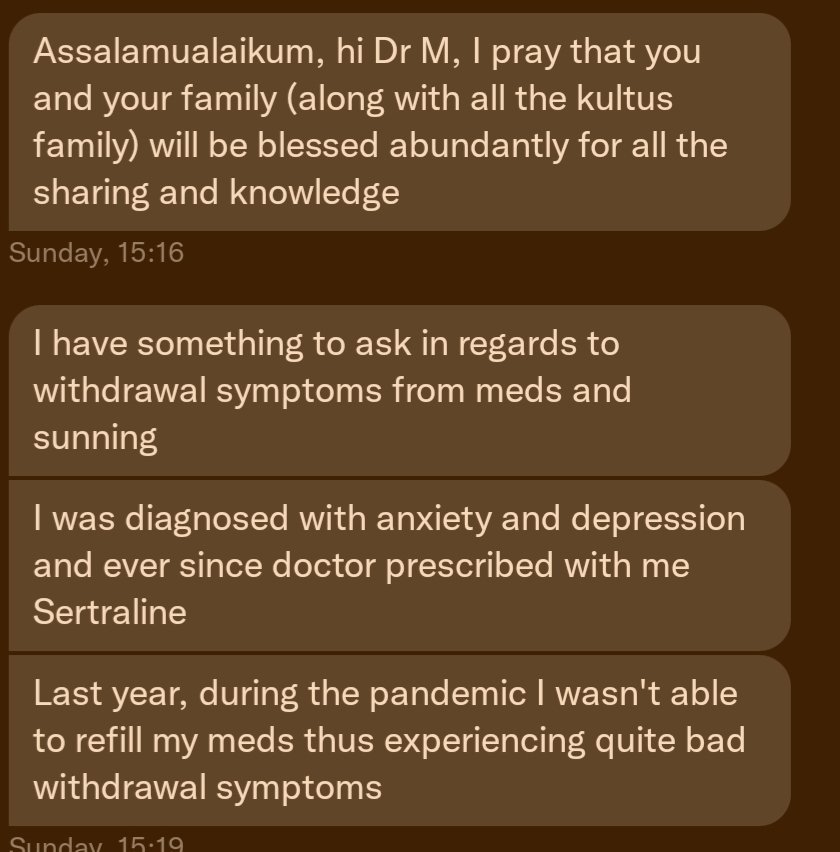 Assalamualaikum, hi Dr M, I pray that you
and your family (along with all the kultus
family) will be blessed abundantly for all the
sharing and knowledge
Sunday, 15:16
I have something to ask in regards to
withdrawal symptoms from meds and
sunning
I was diagnosed with anxiety and depression
and ever since doctor prescribed with me
Sertraline
Last year, during the pandemic I wasn't able
to refill my meds thus experiencing quite bad
withdrawal symptoms
Sunday, 15:19